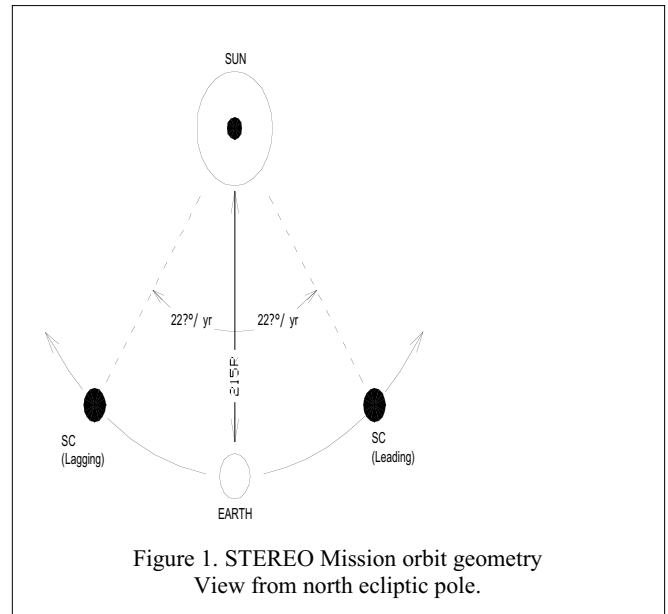 SUN
22?º/ yr
22?º/ yr
215R
SC
(Lagging)
SC
(Leading)
EARTH
Figure 1. STEREO Mission orbit geometry
View from north ecliptic pole.